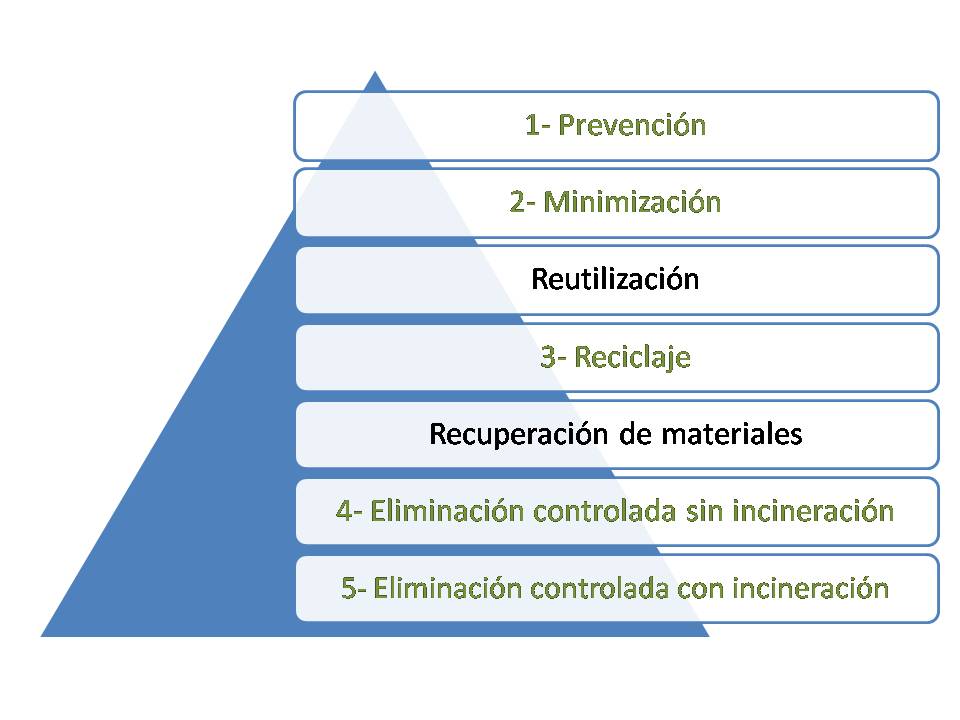 1- Prevención
2- Minimización
Reutilización
3- Reciclaje
Recuperación de materiales
4- Eliminación controlada sin incineración
5- Eliminación controlada con incineración